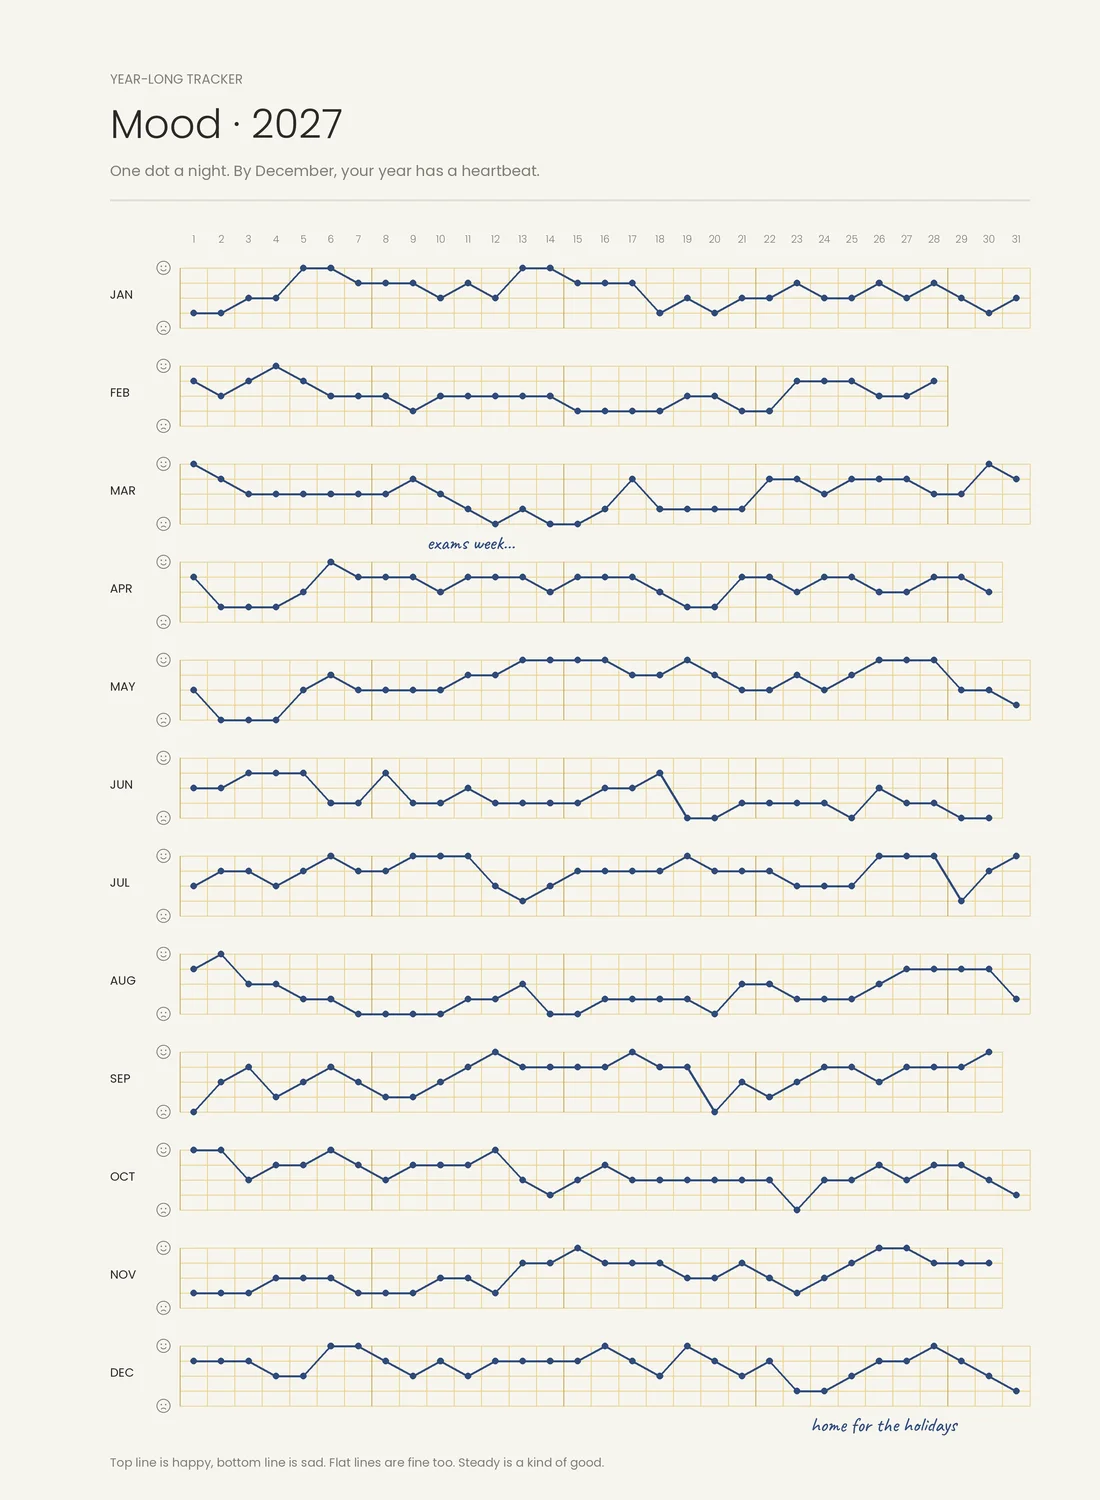 YEAR-LONG TRACKER
Mood · 2027
One dot a night. By December, your year has a heartbeat.
1 2 3 4 5 6 7 8 9 10 11 12 13 14 15 16 17 18 19 20 21 22 23 24 25 26 27 28 29 30 31
JAN
FEB
MAR
exams week...
APR
MAY
JUN
JUL
AUG
SEP
OCT
NOV
DEC
home for the holidays
Top line is happy, bottom line is sad. Flat lines are fine too. Steady is a kind of good.